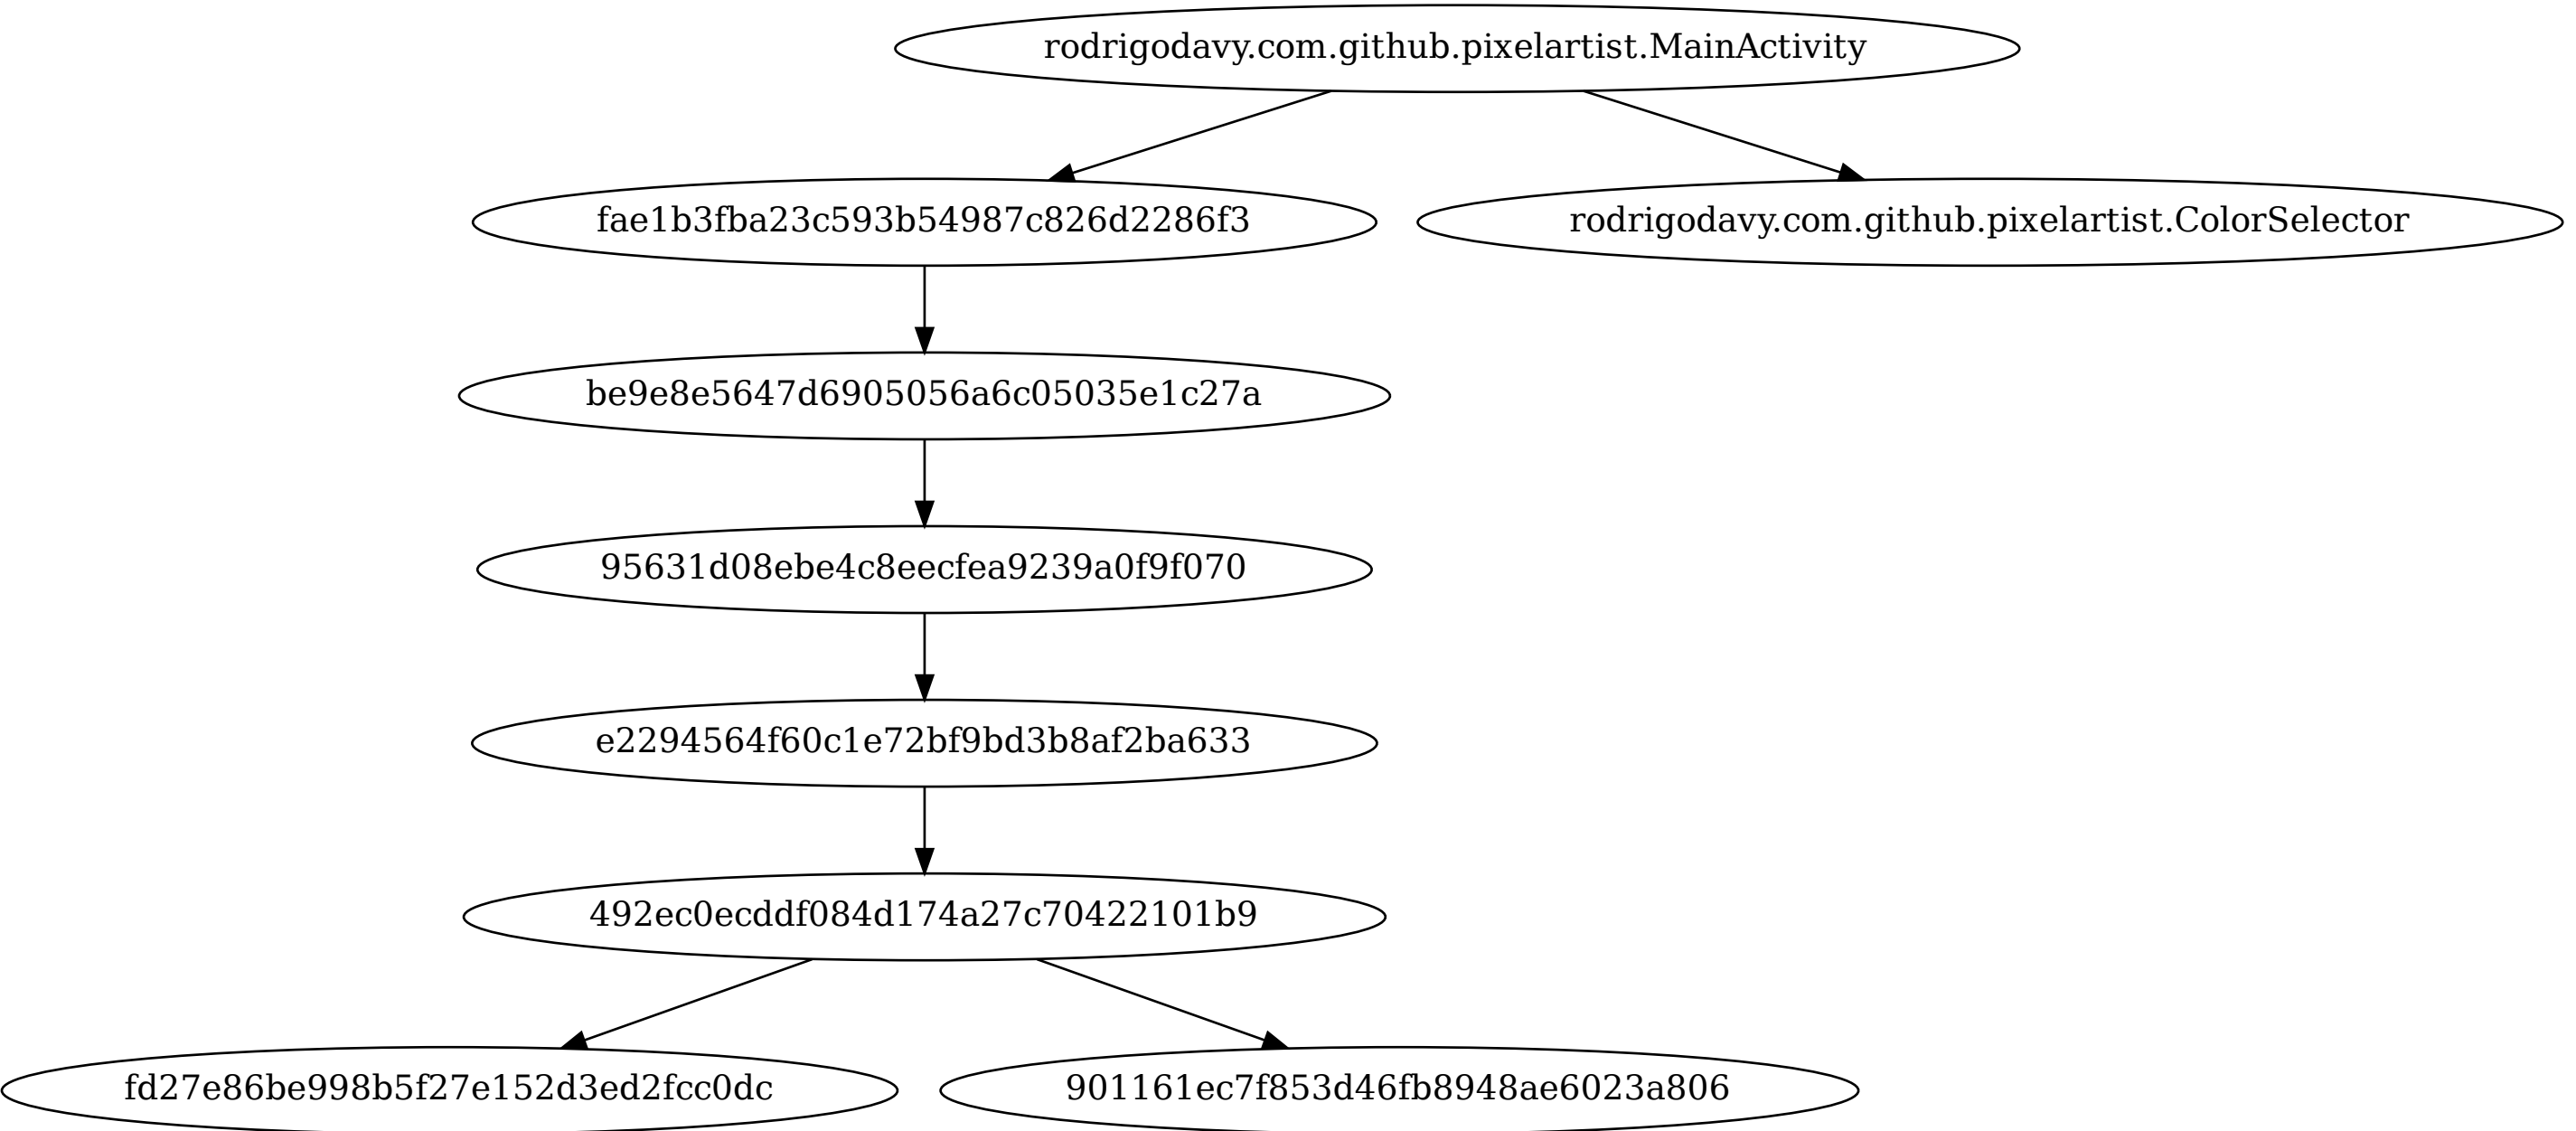 rodrigodavy.com.github.pixelartist.MainActivity
fae1b3fba23c593b54987c826d2286f3
rodrigodavy.com.github.pixelartist.ColorSelector
be9e8e5647d6905056a6c05035e1c27a
95631d08ebe4c8eecfea9239a0f9f070
e2294564f60c1e72bf9bd3b8af2ba633
492ec0ecddf084d174a27c70422101b9
fd27e86be998b5f27e152d3ed2fcc0dc
901161ec7f853d46fb8948ae6023a806